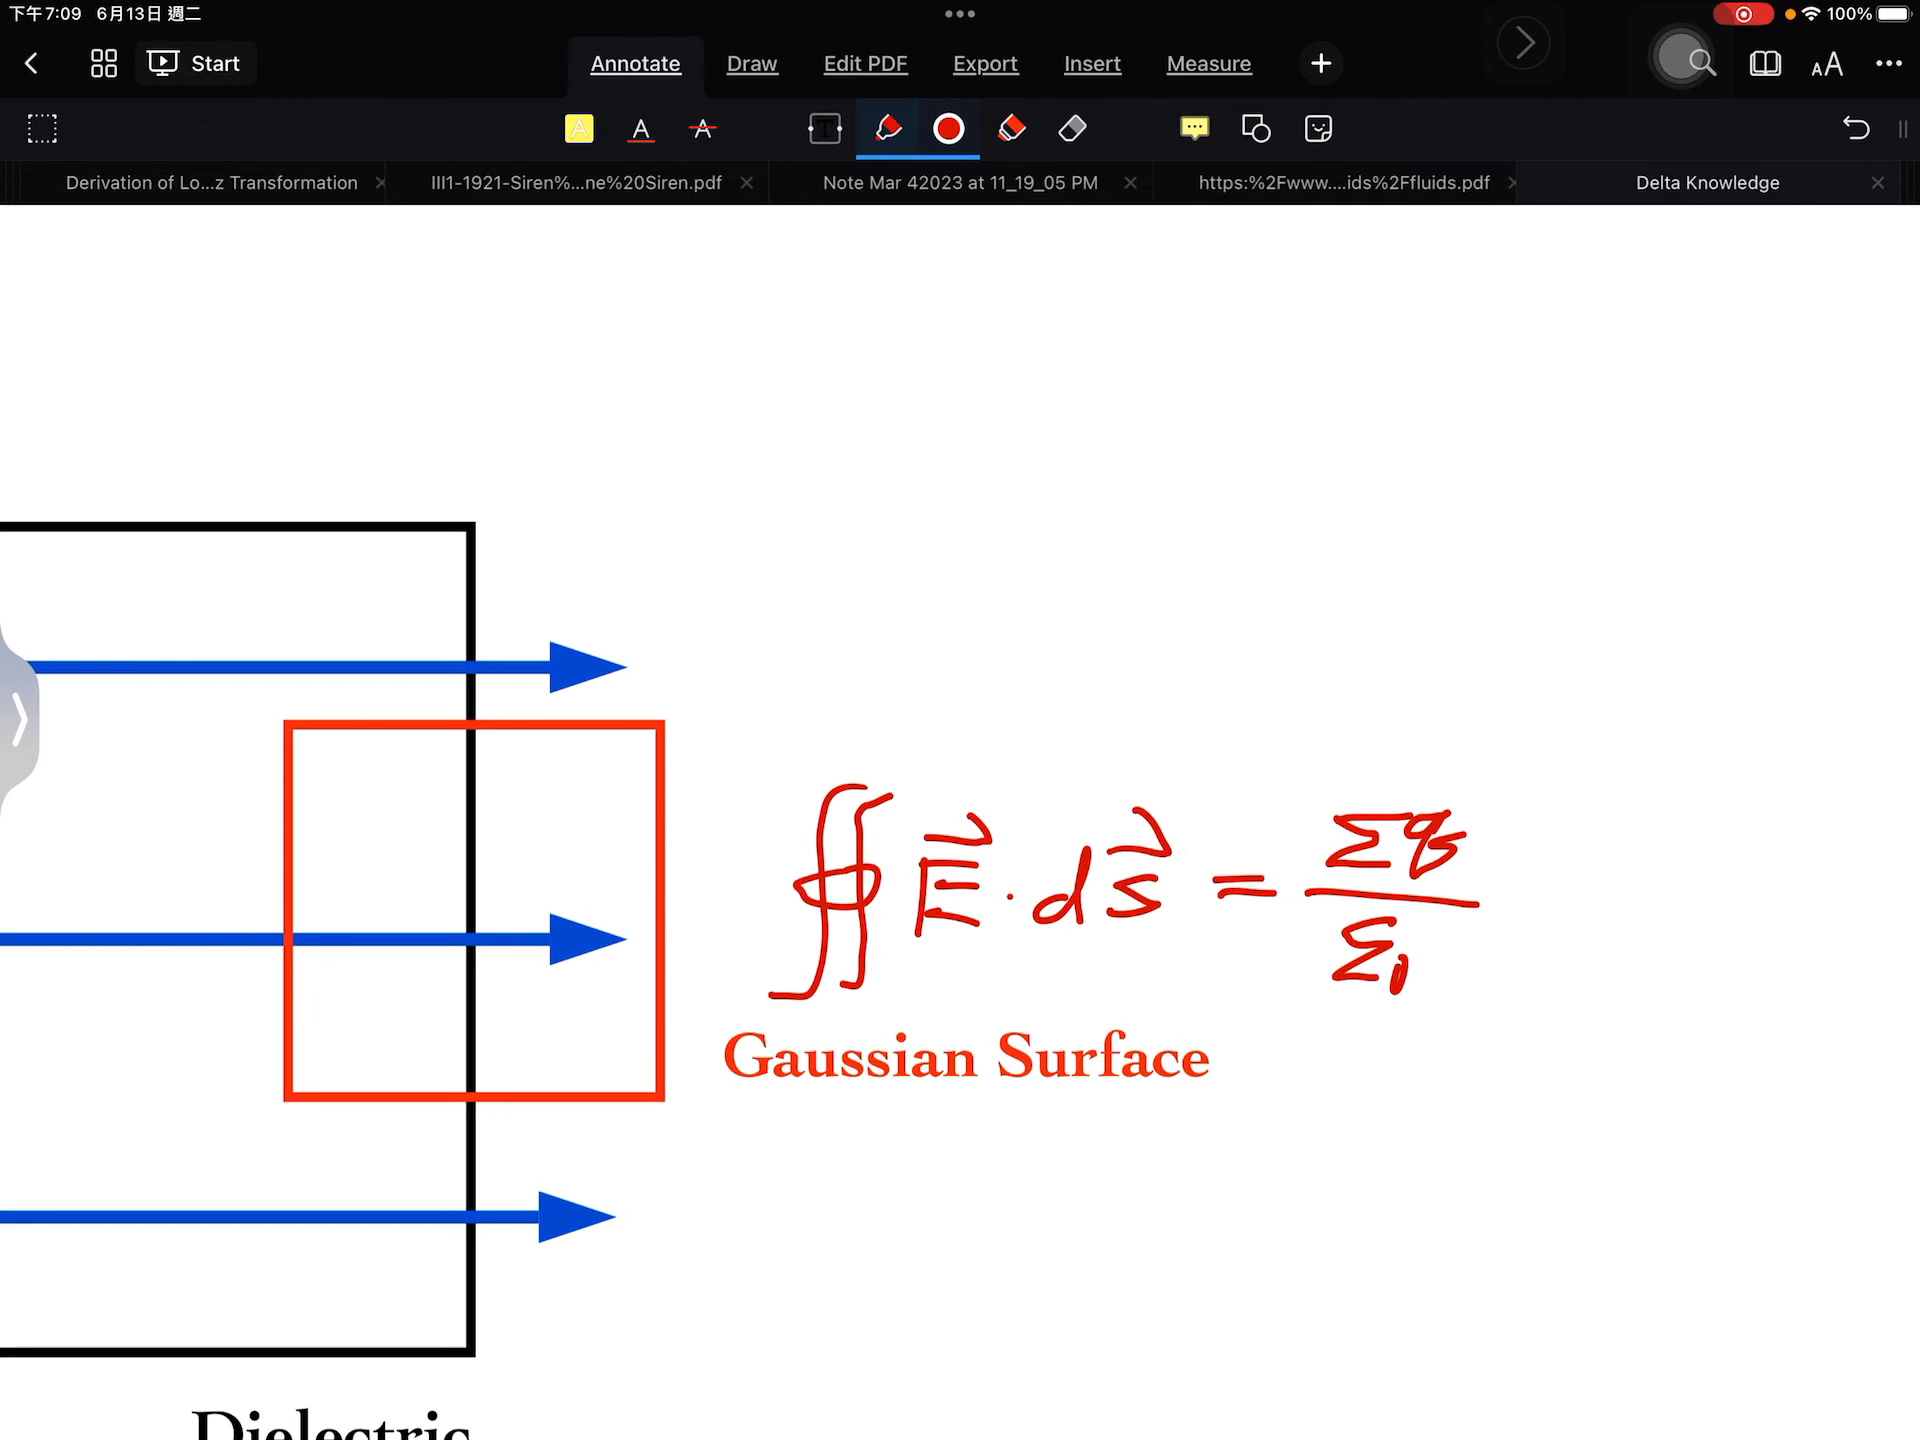 下午7:09 6月13日 週二
100%
Start
Annotate
Draw
Edit PDF
Export
Insert
Measure
AA
A A A T
Derivation of Lo...z Transformation
III1-1921-Siren%...ne%20Siren.pdf
Note Mar 42023 at 11_19_05 PM
https:%2Fwww....ids%2Ffluids.pdf
Delta Knowledge
∯ E⃗ · d s⃗ = Σq / ε₀
Gaussian Surface
Dielectric